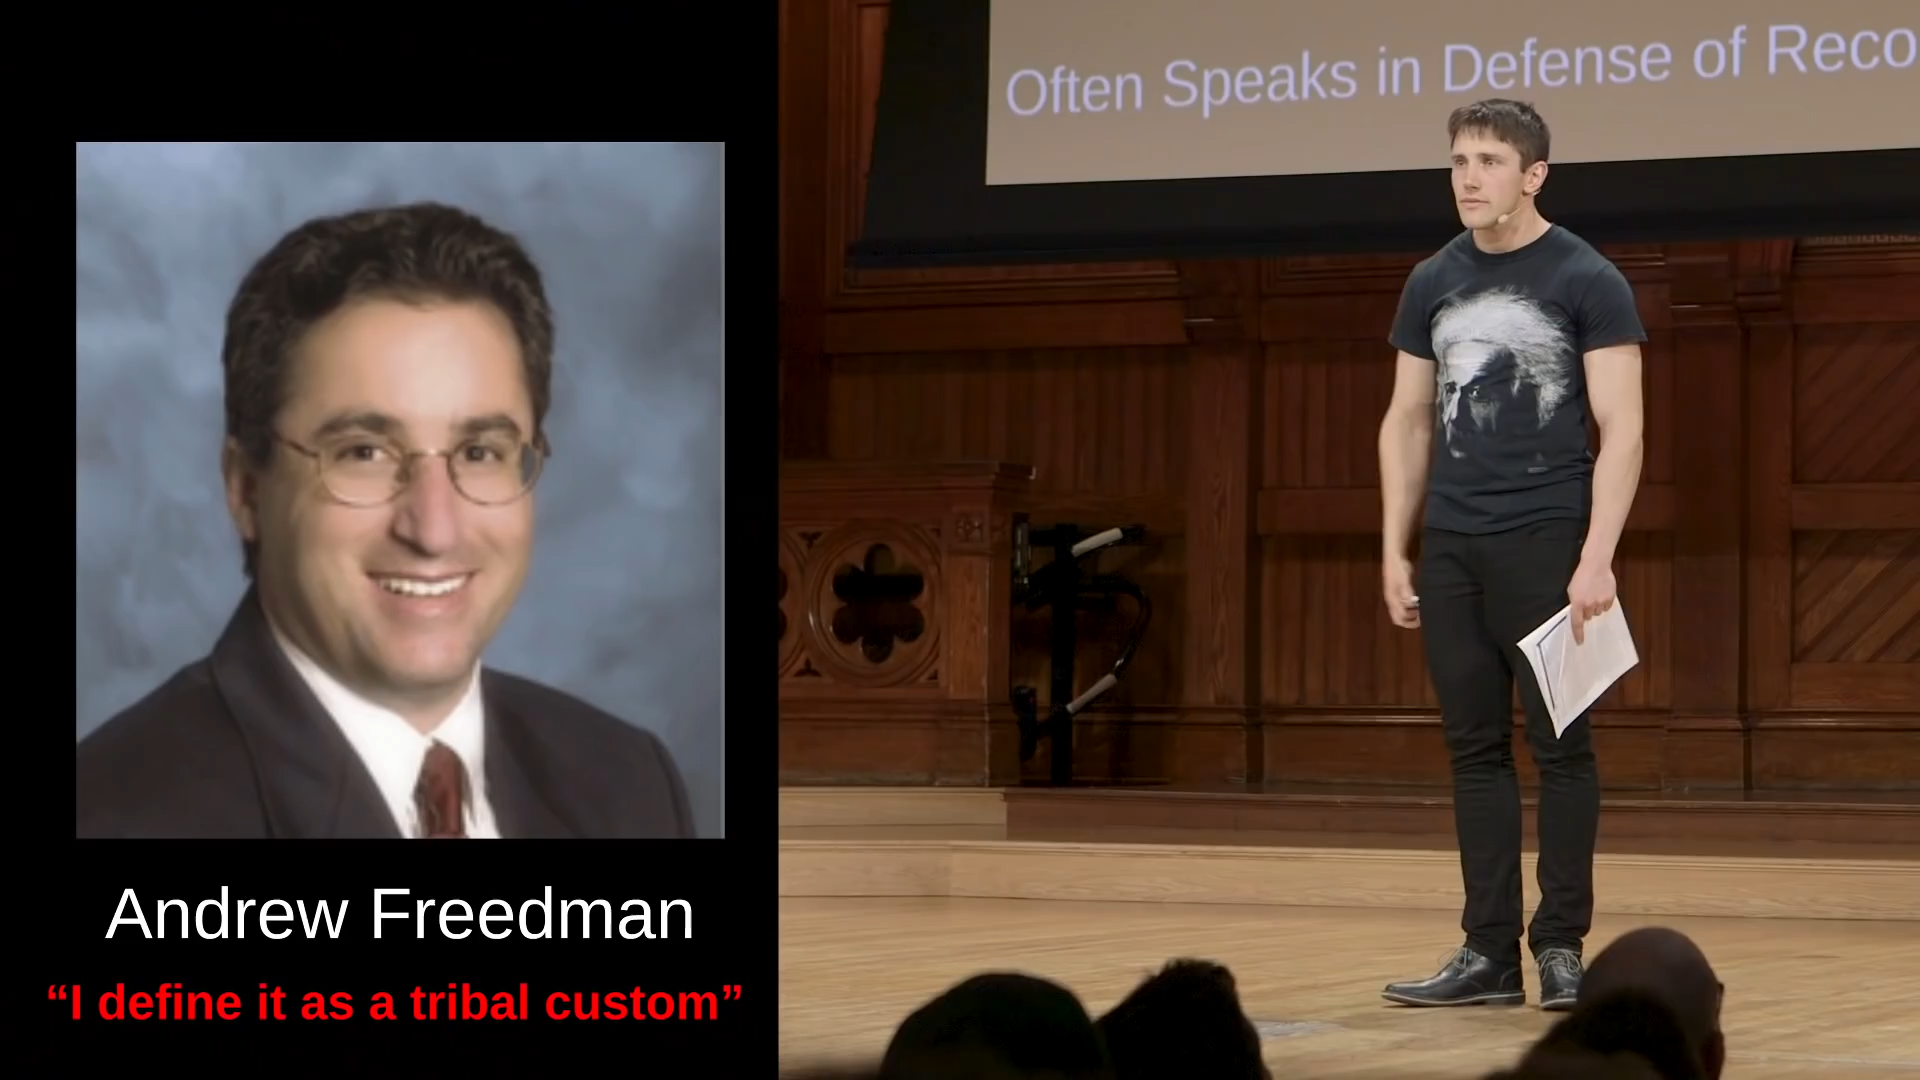 Andrew Freedman
“I define it as a tribal custom”
Often Speaks in Defense of Reco